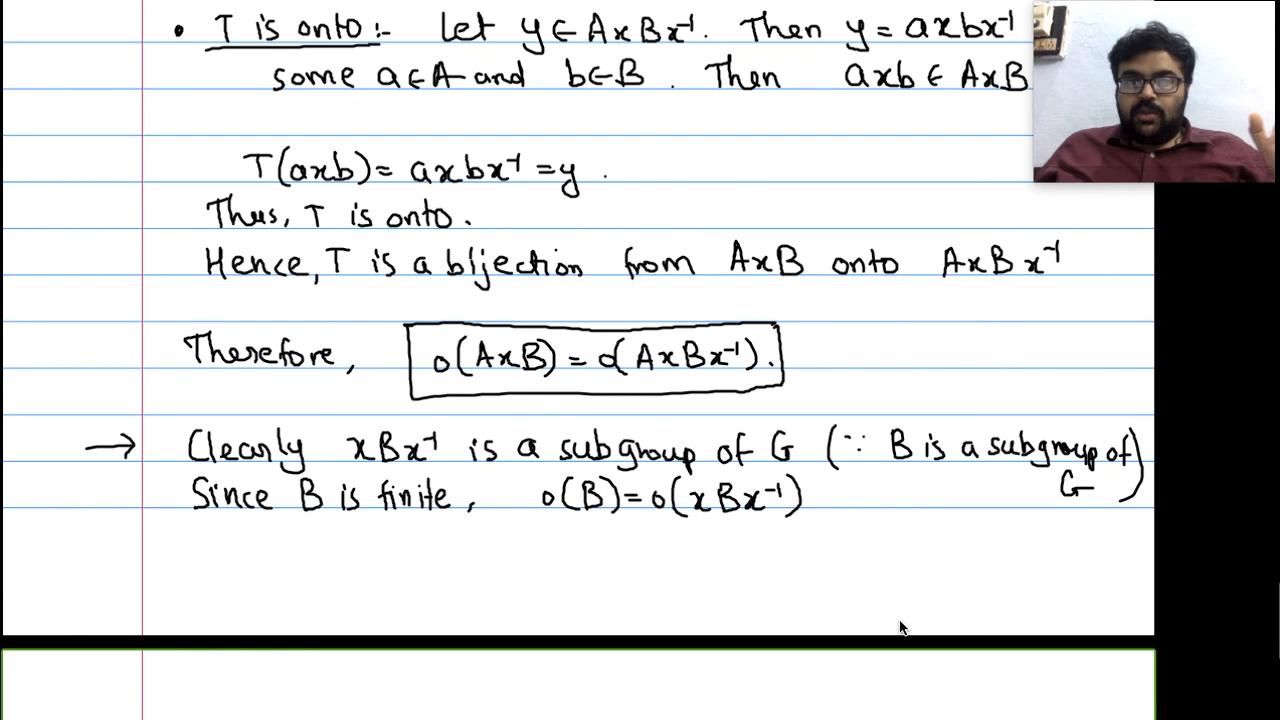 • T is onto :- Let y ∈ AxBx⁻¹. Then y = axbx⁻¹
some a ∈ A and b ∈ B. Then axb ∈ AxB
T(axb) = axbx⁻¹ = y.
Thus, T is onto.
Hence, T is a bijection from AxB onto AxBx⁻¹
Therefore, o(AxB) = o(AxBx⁻¹).
→ Clearly xBx⁻¹ is a subgroup of G (∵ B is a subgroup of
G)
Since B is finite, o(B) = o(xBx⁻¹)